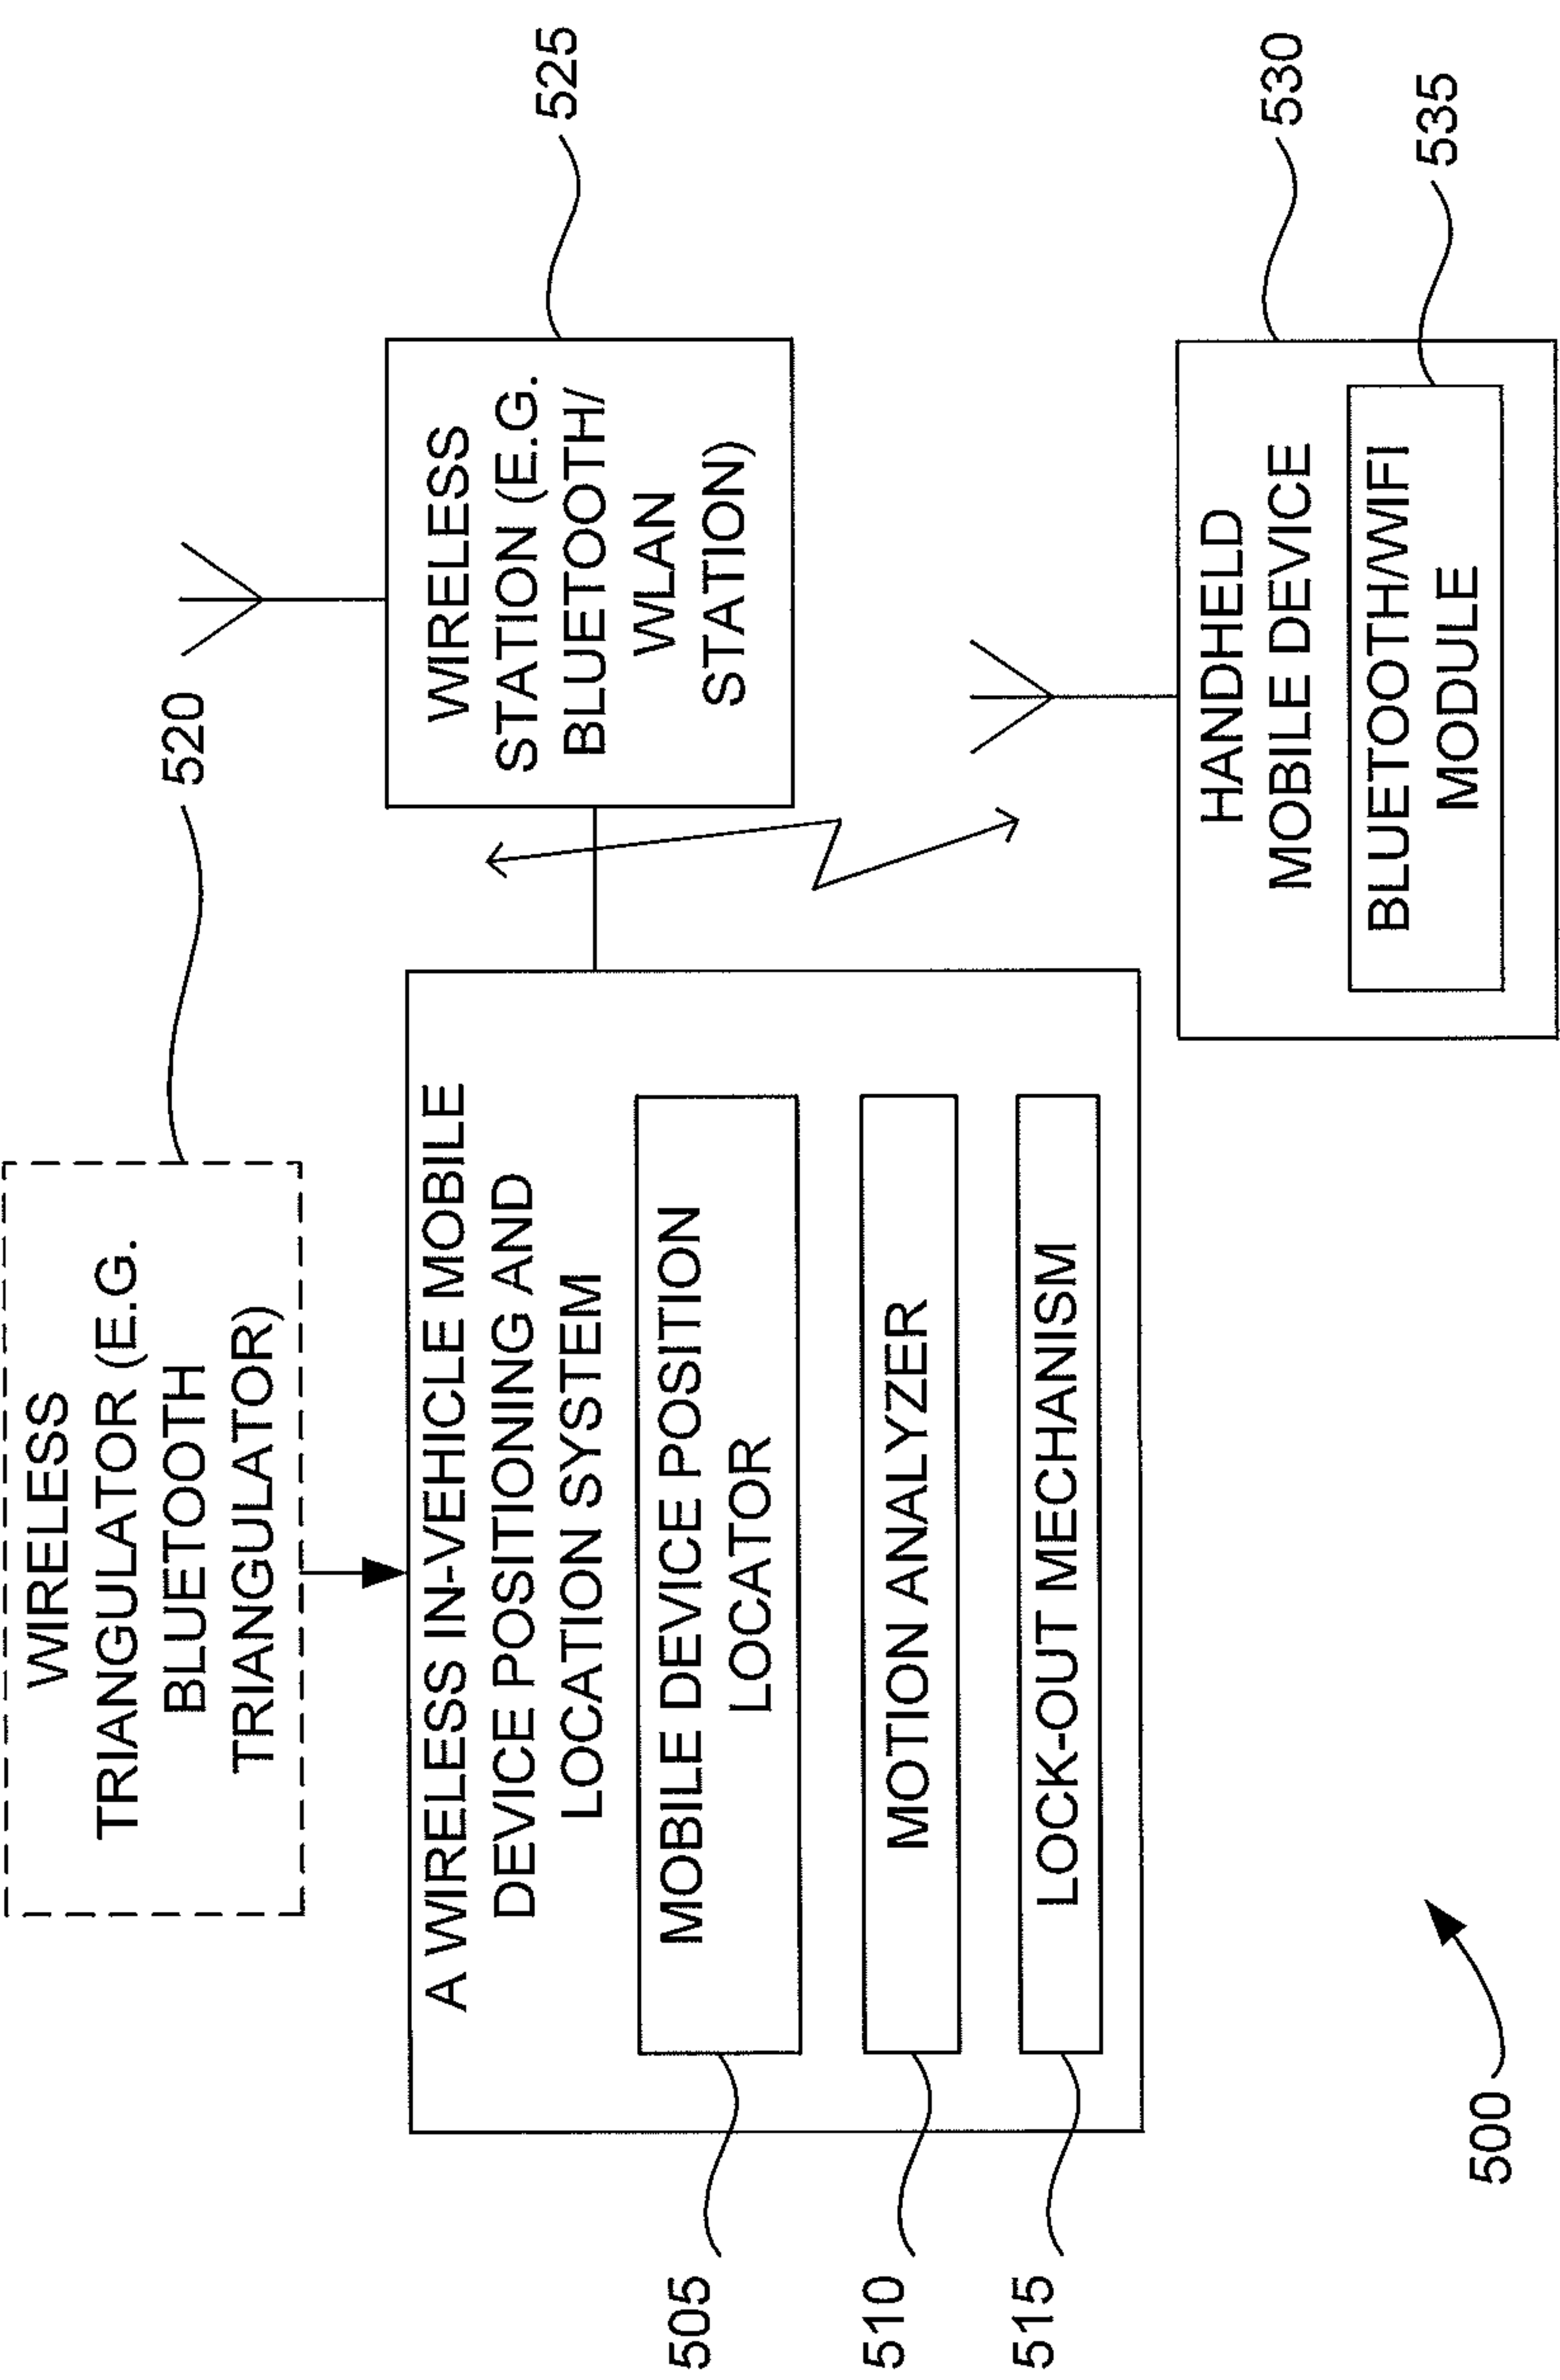 WIRELESS
TRIANGULATOR (E.G.
BLUETOOTH
TRIANGULATOR)
520
525
WIRELESS
STATION (E.G.
BLUETOOTH/
WLAN
STATION)
A WIRELESS IN-VEHICLE MOBILE
DEVICE POSITIONING AND
LOCATION SYSTEM
MOBILE DEVICE POSITION
LOCATOR
MOTION ANALYZER
LOCK-OUT MECHANISM
505
510
515
HANDHELD
MOBILE DEVICE
BLUETOOTH/WIFI
MODULE
530
535
500